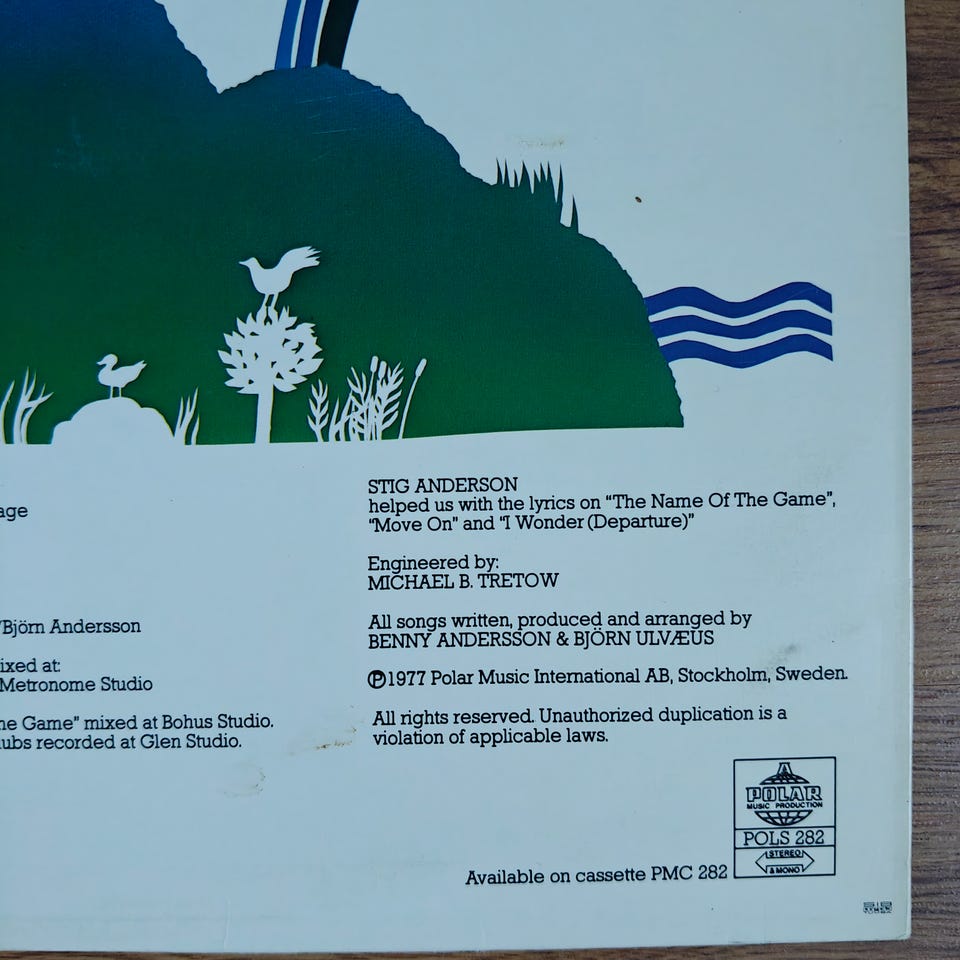 age
/Björn Andersson
ixed at:
Metronome Studio
ne Game" mixed at Bohus Studio.
ubs recorded at Glen Studio.
STIG ANDERSON
helped us with the lyrics on "The Name Of The Game",
"Move On" and "I Wonder (Departure)"
Engineered by:
MICHAEL B. TRETOW
All songs written, produced and arranged by
BENNY ANDERSSON & BJÖRN ULVÆUS
Ⓟ1977 Polar Music International AB, Stockholm, Sweden.
All rights reserved. Unauthorized duplication is a
violation of applicable laws.
A
POLAR
MUSIC PRODUCTION
POLS 282
STEREO
& MONO
Available on cassette PMC 282